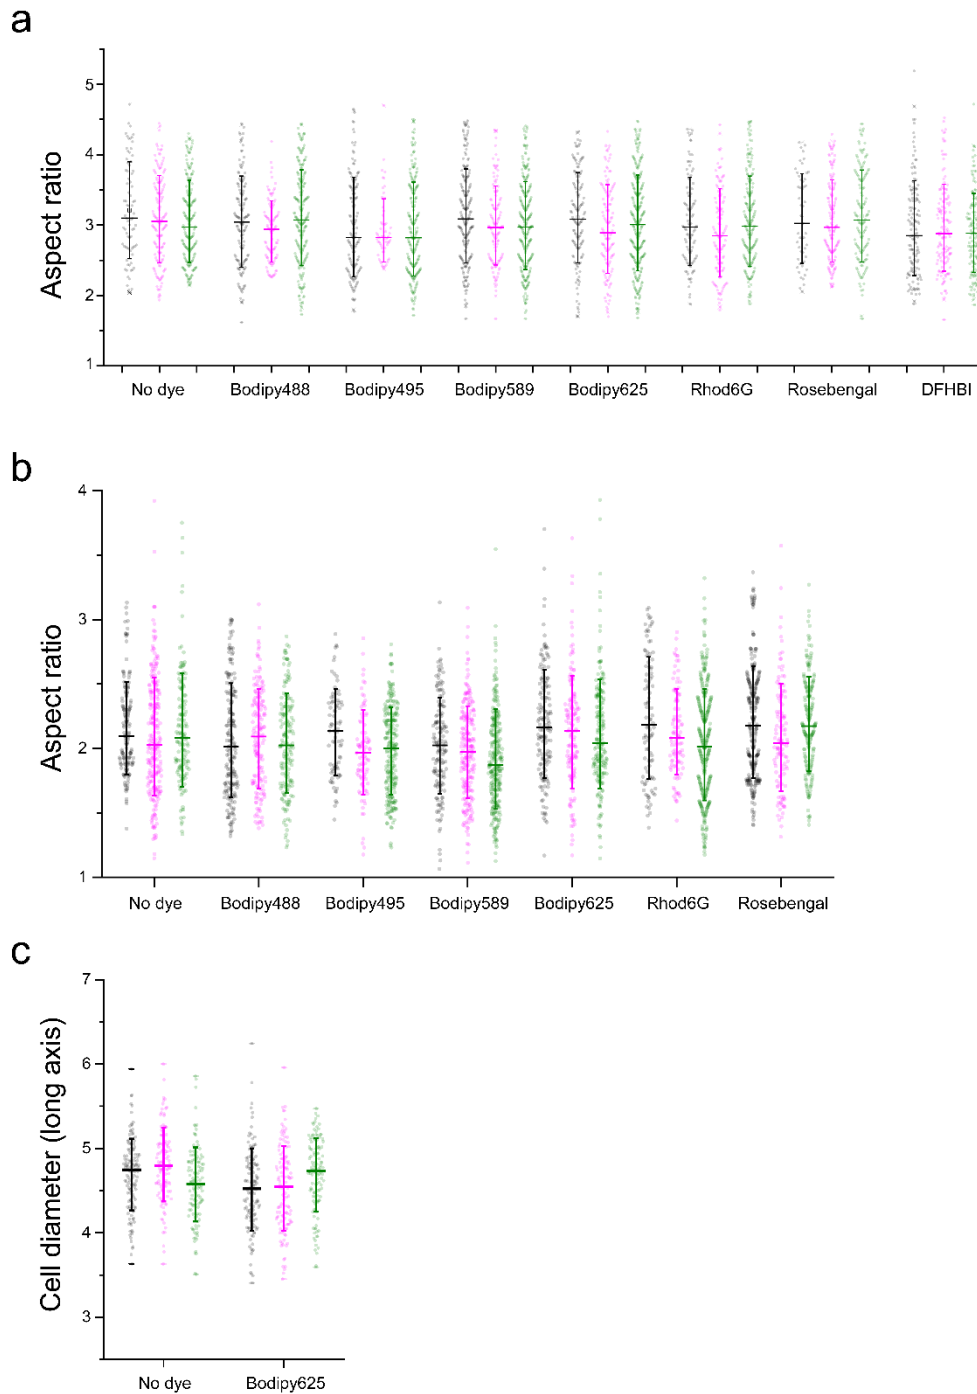 a
Aspect ratio
5
4
3
2
1
No dye Bodipy488 Bodipy495 Bodipy589 Bodipy625 Rhod6G Rosebengal DFHBI
b
Aspect ratio
4
3
2
1
No dye Bodipy488 Bodipy495 Bodipy589 Bodipy625 Rhod6G Rosebengal
c
Cell diameter (long axis)
7
6
5
4
3
No dye Bodipy625